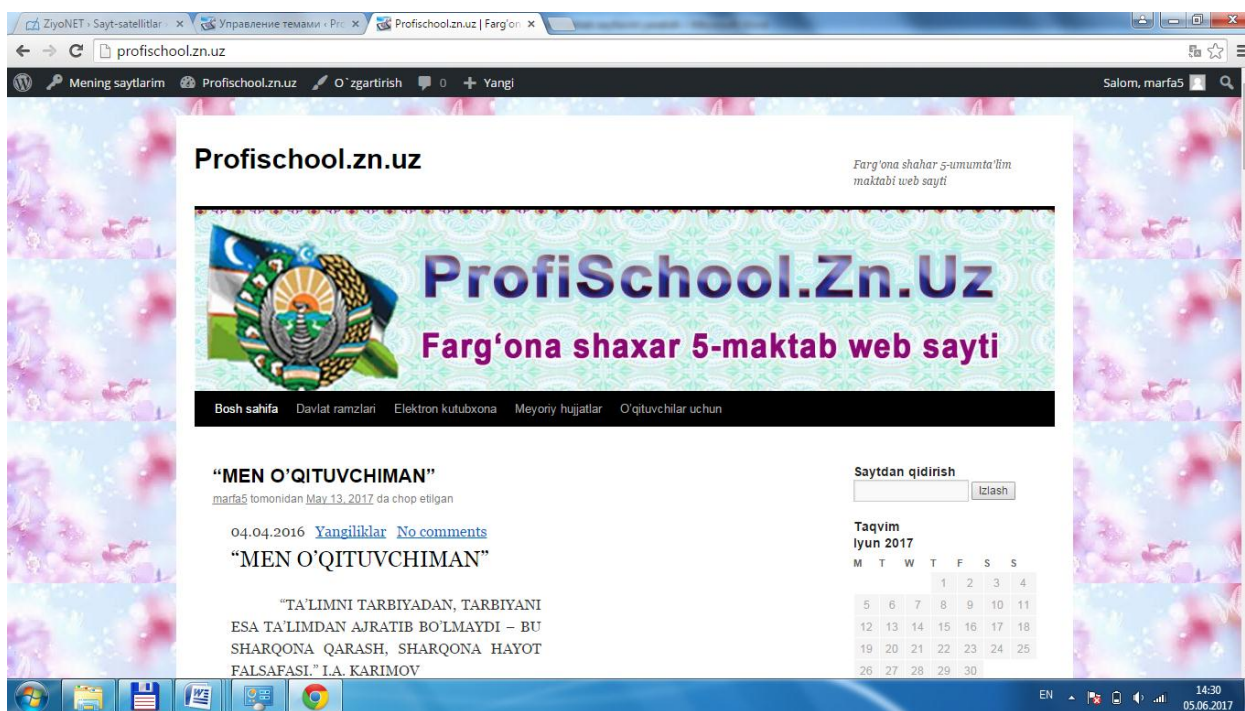 ZiyoNET › Sayt-satellitlar ›
Управление темами ‹ Pro
Profischool.zn.uz | Farg'on
profischool.zn.uz
Mening saytlarim Profischool.zn.uz O`zgartirish 0 Yangi Salom, marfa5
Profischool.zn.uz
Farg'ona shahar 5-umumta'lim
maktabi web sayti
ProfiSchool.Zn.Uz
Farg‘ona shaxar 5-maktab web sayti
Bosh sahifa Davlat ramzlari Elektron kutubxona Meyoriy hujjatlar O'qituvchilar uchun
“MEN O’QITUVCHIMAN”
marfa5 tomonidan May 13, 2017 da chop etilgan
04.04.2016 Yangiliklar No comments
“MEN O’QITUVCHIMAN”
“TA’LIMNI TARBIYADAN, TARBIYANI
ESA TA’LIMDAN AJRATIB BO’LMAYDI – BU
SHARQONA QARASH, SHARQONA HAYOT
FALSAFASI.” I.A. KARIMOV
Saytdan qidirish
Izlash
Taqvim
Iyun 2017
M T W T F S S
1 2 3 4
5 6 7 8 9 10 11
12 13 14 15 16 17 18
19 20 21 22 23 24 25
26 27 28 29 30
EN 14:30
05.06.2017